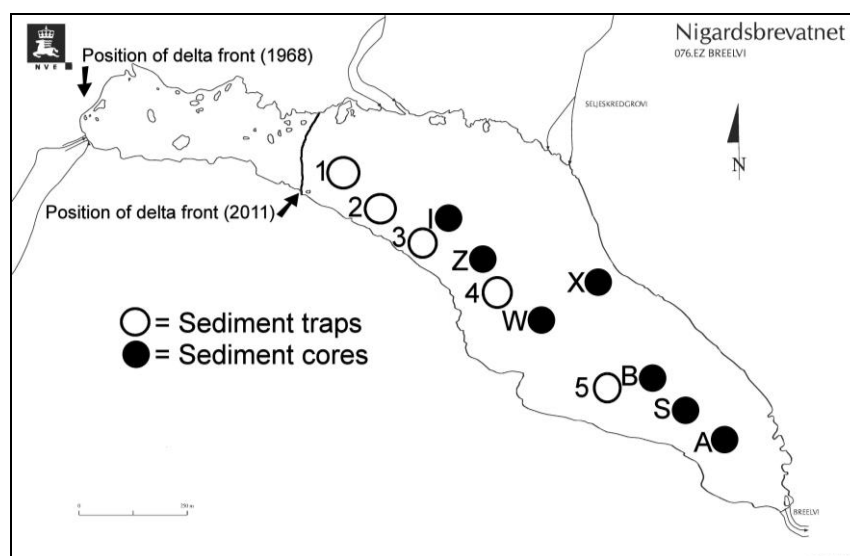 Nigardsbrevatnet
076.EZ BREELVI
NVE
Position of delta front (1968)
SELJESKREDGROVI
N
1
2
Position of delta front (2011)
I
3
Z
4
X
W
= Sediment traps
= Sediment cores
5
B
S
A
0
250 m
BREELVI